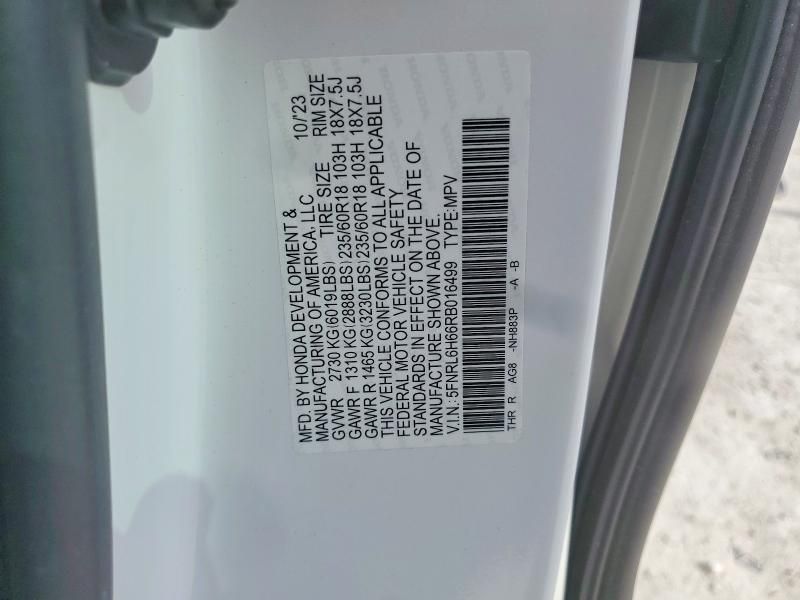 MFD. BY HONDA DEVELOPMENT &
MANUFACTURING OF AMERICA, LLC 10/'23
GVWR 2730 KG(6019LBS) TIRE SIZE RIM SIZE
GAWR F 1310 KG(2888LBS)235/60R18 103H 18X7.5J
GAWR R 1465 KG(3230LBS)235/60R18 103H 18X7.5J
THIS VEHICLE CONFORMS TO ALL APPLICABLE
FEDERAL MOTOR VEHICLE SAFETY
STANDARDS IN EFFECT ON THE DATE OF
MANUFACTURE SHOWN ABOVE.
V.I.N.: 5FNRL6H66RB016499 TYPE:MPV
THR R AG8 -NH883P -A -B